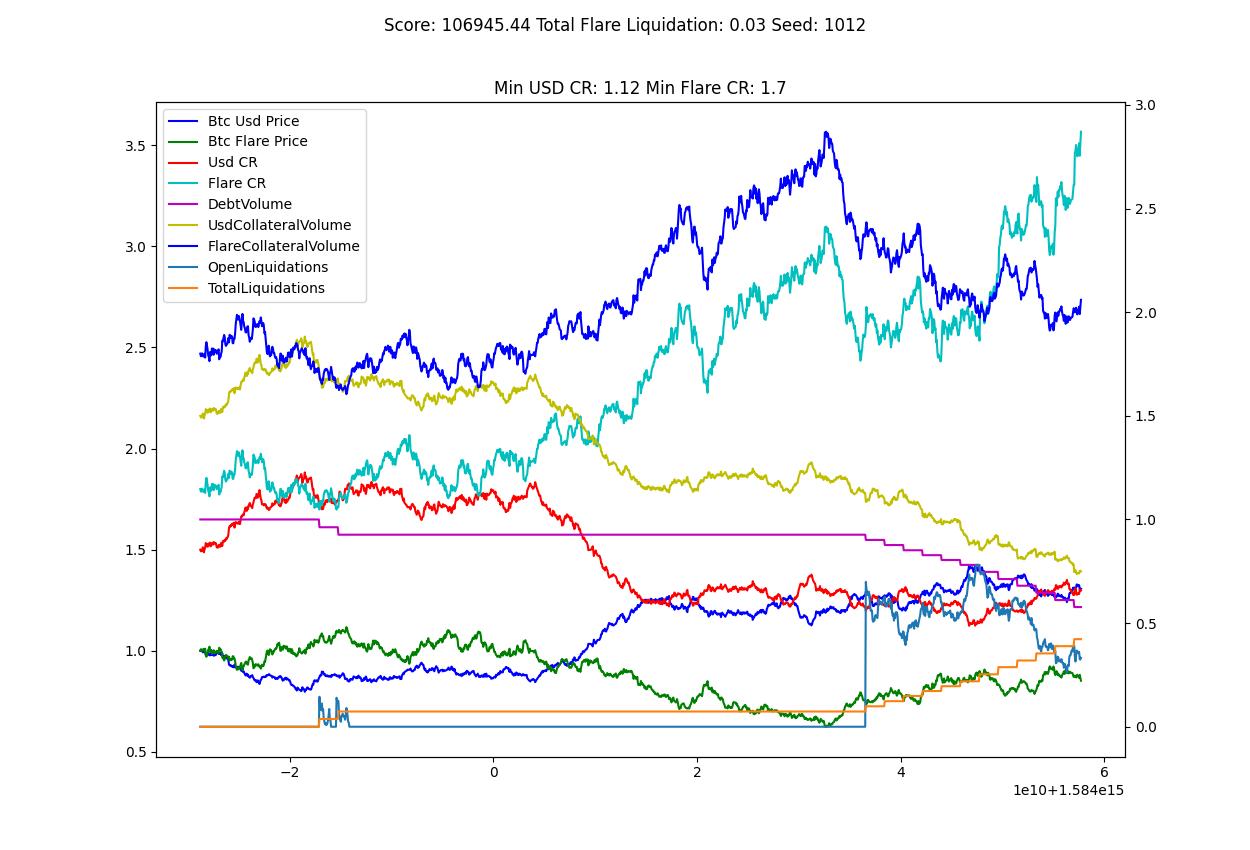 Score: 106945.44 Total Flare Liquidation: 0.03 Seed: 1012
Min USD CR: 1.12 Min Flare CR: 1.7
Btc Usd Price
Btc Flare Price
Usd CR
Flare CR
DebtVolume
UsdCollateralVolume
FlareCollateralVolume
OpenLiquidations
TotalLiquidations
3.5
3.0
2.5
2.0
1.5
1.0
0.5
3.0
2.5
2.0
1.5
1.0
0.5
0.0
−2
0
2
4
6
1e10+1.584e15